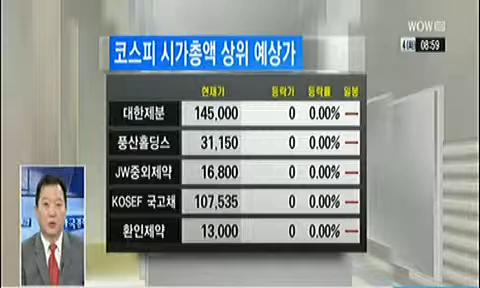 WOW
4 (화) 08:59
코스피 시가총액 상위 예상가
현재가 등락가 등락률 일봉
대한제분 145,000 0 0.00%
풍산홀딩스 31,150 0 0.00%
JW중외제약 16,800 0 0.00%
KOSEF 국고채 107,535 0 0.00%
환인제약 13,000 0 0.00%